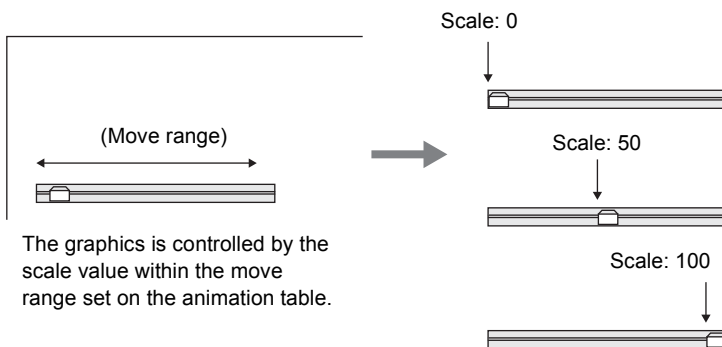 Scale: 0
(Move range)
Scale: 50
The graphics is controlled by the
scale value within the move
range set on the animation table.
Scale: 100